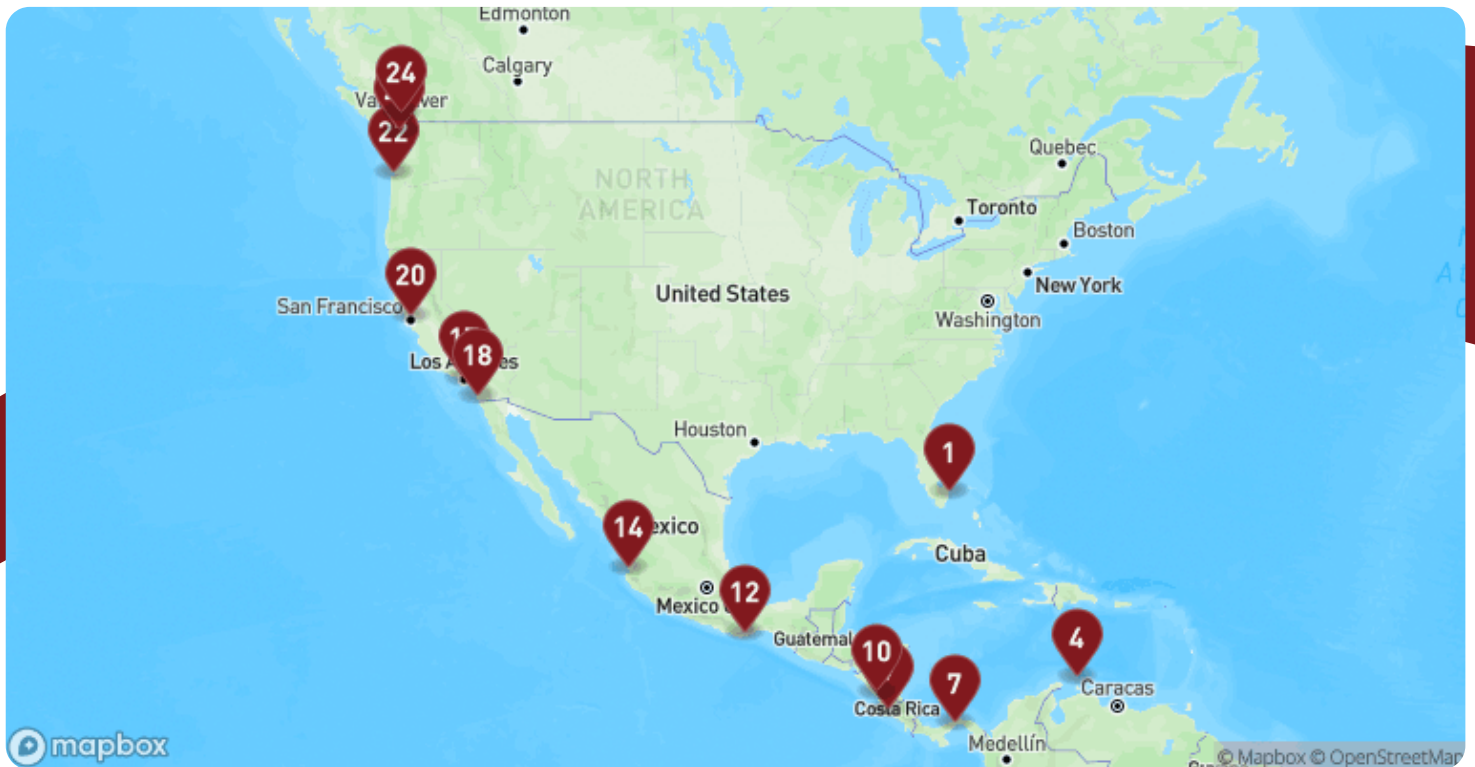 Edmonton
Calgary
24
22
Quebec
NORTH
AMERICA
Toronto
Boston
20
New York
San Francisco
United States
Washington
18
Houston
1
14
Cuba
12
Guatemal
4
10
7
Caracas
Costa Rica
Medellín
mapbox
© Mapbox © OpenStreetMap